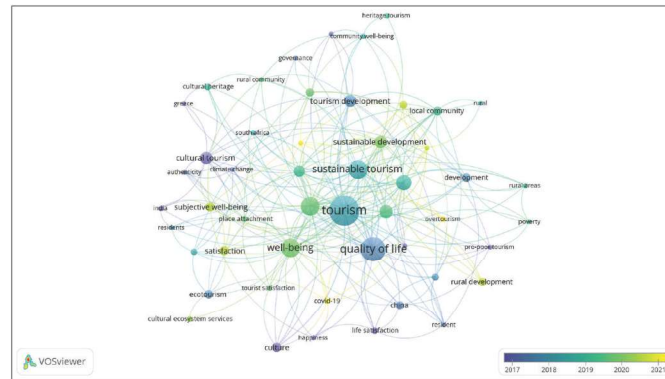 heritage tourism
community well-being
governance
rural community
cultural heritage
tourism development
greece
local community
rural
south africa
sustainable development
cultural tourism
climate change
sustainable tourism
authenticity
development
rural areas
india
subjective well-being
tourism
place attachment
overtourism
poverty
residents
satisfaction
well-being
quality of life
pro-poor tourism
rural development
tourist satisfaction
ecotourism
covid-19
china
cultural ecosystem services
life satisfaction
resident
happiness
culture
VOSviewer
2017 2018 2019 2020 2021